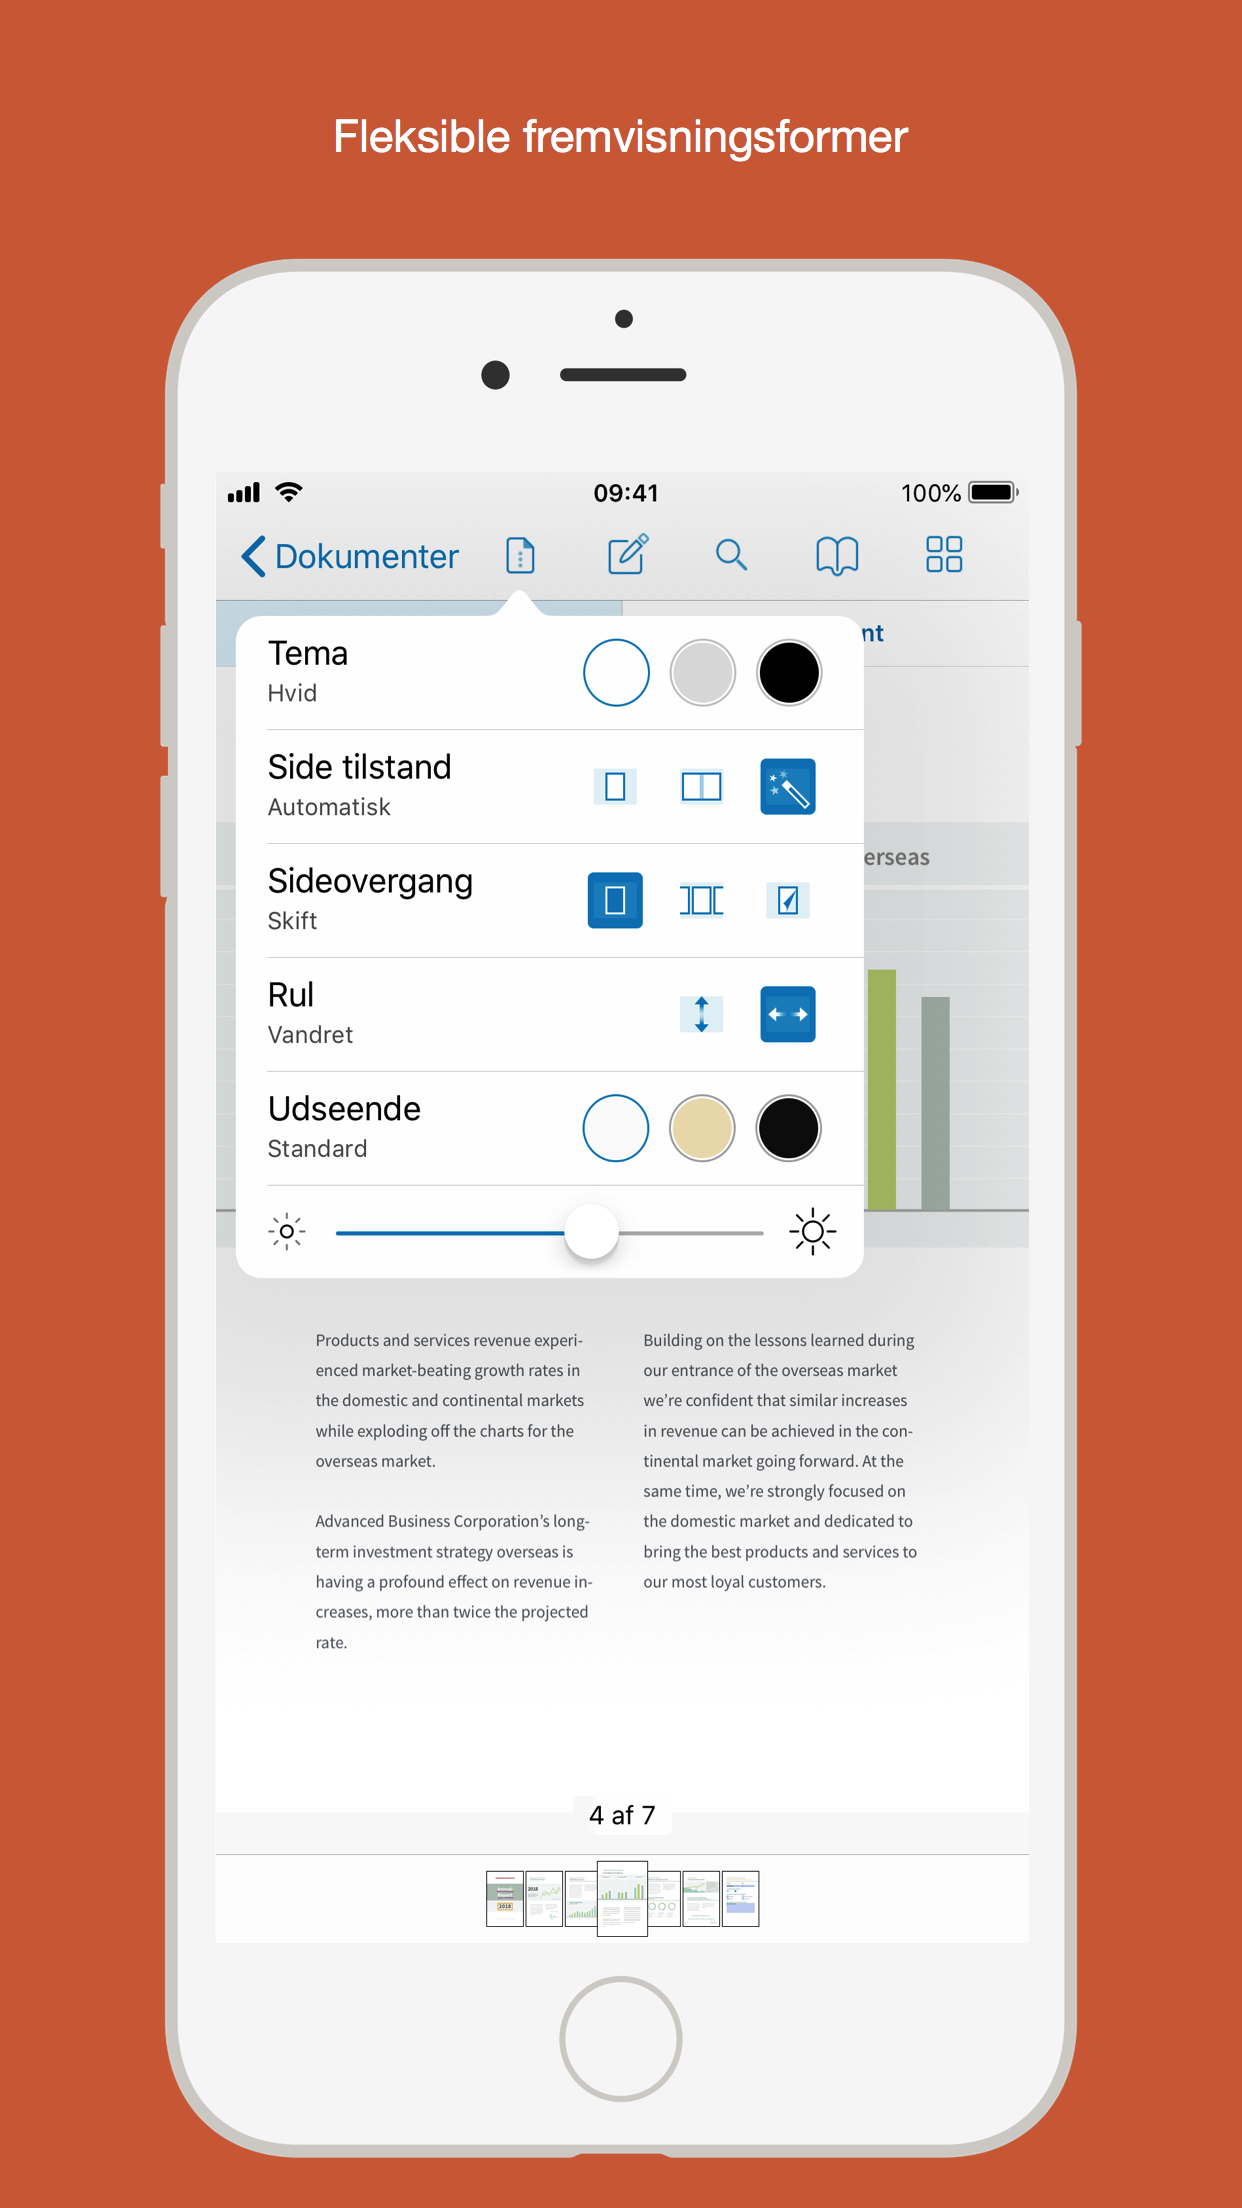 Fleksible fremvisningsformer
09:41
100%
Dokumenter
Tema
Hvid
Side tilstand
Automatisk
Sideovergang
Skift
Rul
Vandret
Udseende
Standard
Products and services revenue experi-
enced market-beating growth rates in
the domestic and continental markets
while exploding off the charts for the
overseas market.
Advanced Business Corporation’s long-
term investment strategy overseas is
having a profound effect on revenue in-
creases, more than twice the projected
rate.
Building on the lessons learned during
our entrance of the overseas market
we’re confident that similar increases
in revenue can be achieved in the con-
tinental market going forward. At the
same time, we’re strongly focused on
the domestic market and dedicated to
bring the best products and services to
our most loyal customers.
4 af 7